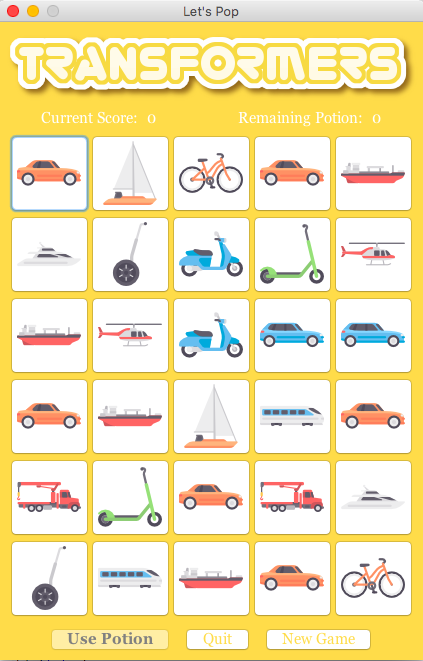 Let's Pop
TRANSFORMERS
Current Score: 0 Remaining Potion: 0
Use Potion Quit New Game